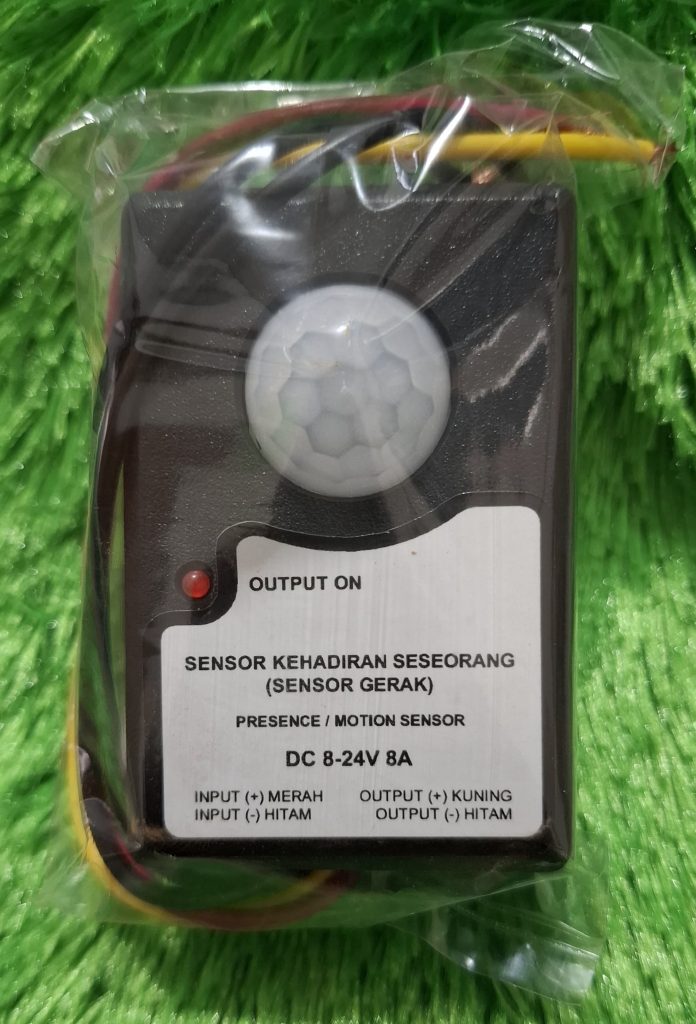 OUTPUT ON
SENSOR KEHADIRAN SESEORANG
(SENSOR GERAK)
PRESENCE / MOTION SENSOR
DC 8-24V 8A
INPUT (+) MERAH OUTPUT (+) KUNING
INPUT (-) HITAM OUTPUT (-) HITAM